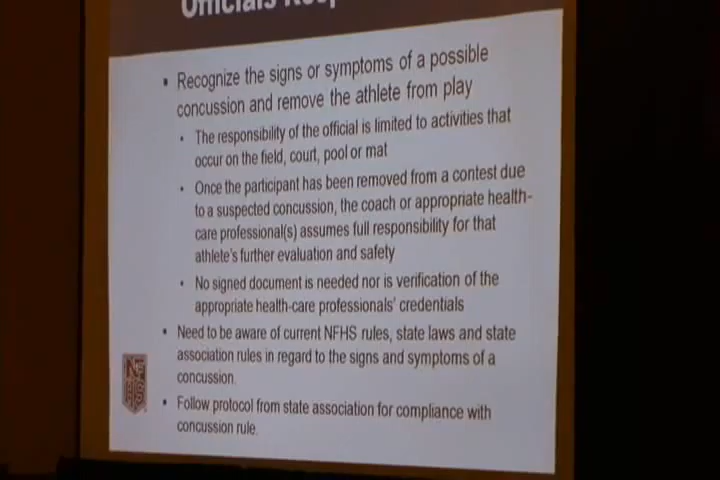 Officials
Recognize the signs or symptoms of a possible
concussion and remove the athlete from play
The responsibility of the official is limited to activities that
occur on the field, court, pool or mat
Once the participant has been removed from a contest due
to a suspected concussion, the coach or appropriate health-
care professional(s) assumes full responsibility for that
athlete's further evaluation and safety
No signed document is needed nor is verification of the
appropriate health-care professionals' credentials
Need to be aware of current NFHS rules, state laws and state
association rules in regard to the signs and symptoms of a
concussion.
Follow protocol from state association for compliance with
concussion rule.
NF
HS